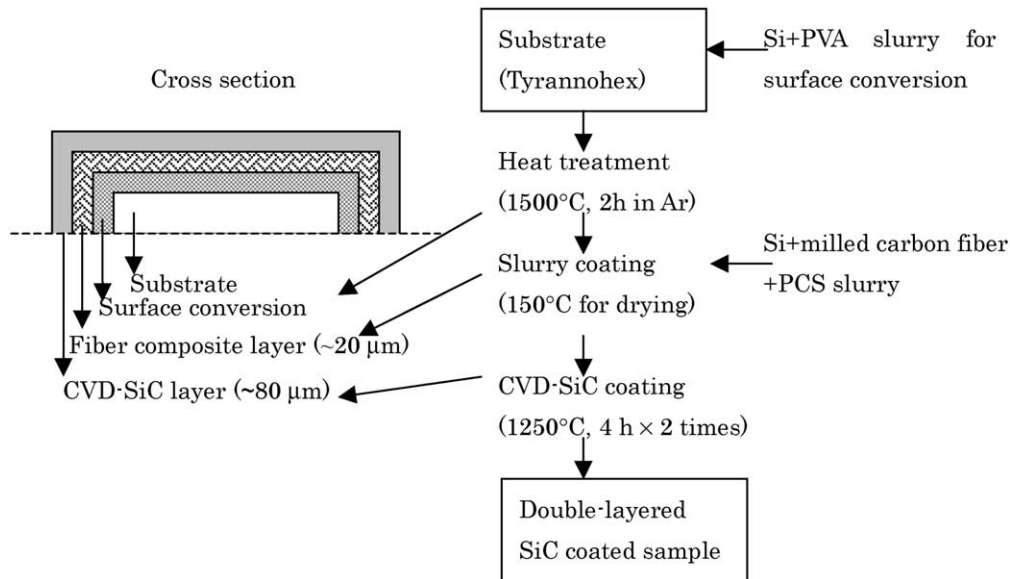 Cross section
Substrate
Surface conversion
Fiber composite layer (~20 μm)
CVD-SiC layer (~80 μm)
Substrate
(Tyrannohex)
Si+PVA slurry for
surface conversion
Heat treatment
(1500°C, 2h in Ar)
Slurry coating
(150°C for drying)
Si+milled carbon fiber
+PCS slurry
CVD-SiC coating
(1250°C, 4 h × 2 times)
Double-layered
SiC coated sample